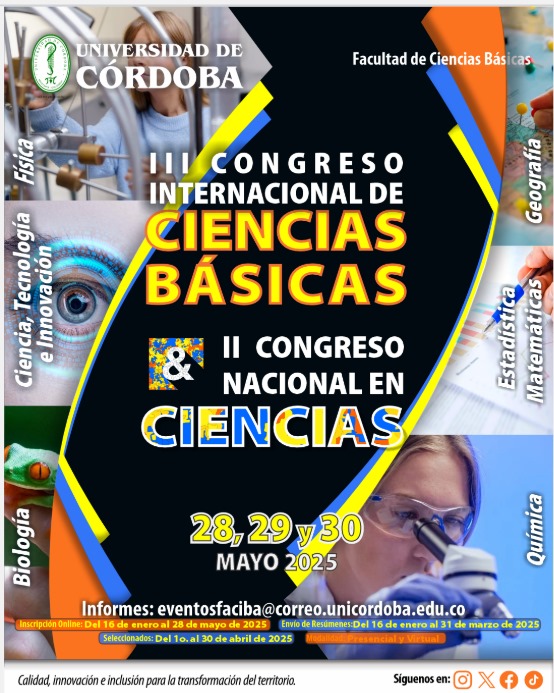 UNIVERSIDAD DE
CÓRDOBA
Facultad de Ciencias Básicas
Física
Geografía
III CONGRESO
INTERNACIONAL DE
CIENCIAS
BÁSICAS
Ciencia, Tecnología
e Innovación
Estadística
Matemáticas
&
II CONGRESO
NACIONAL EN
CIENCIAS
Biología
Química
28, 29 y 30
MAYO 2025
Informes: eventosfaciba@correo.unicordoba.edu.co
Inscripción Online: Del 16 de enero al 28 de mayo de 2025
Envío de Resúmenes: Del 16 de enero al 31 de marzo de 2025
Seleccionados: Del 1o. al 30 de abril de 2025
Modalidad: Presencial y Virtual
Calidad, innovación e inclusión para la transformación del territorio.
Síguenos en: